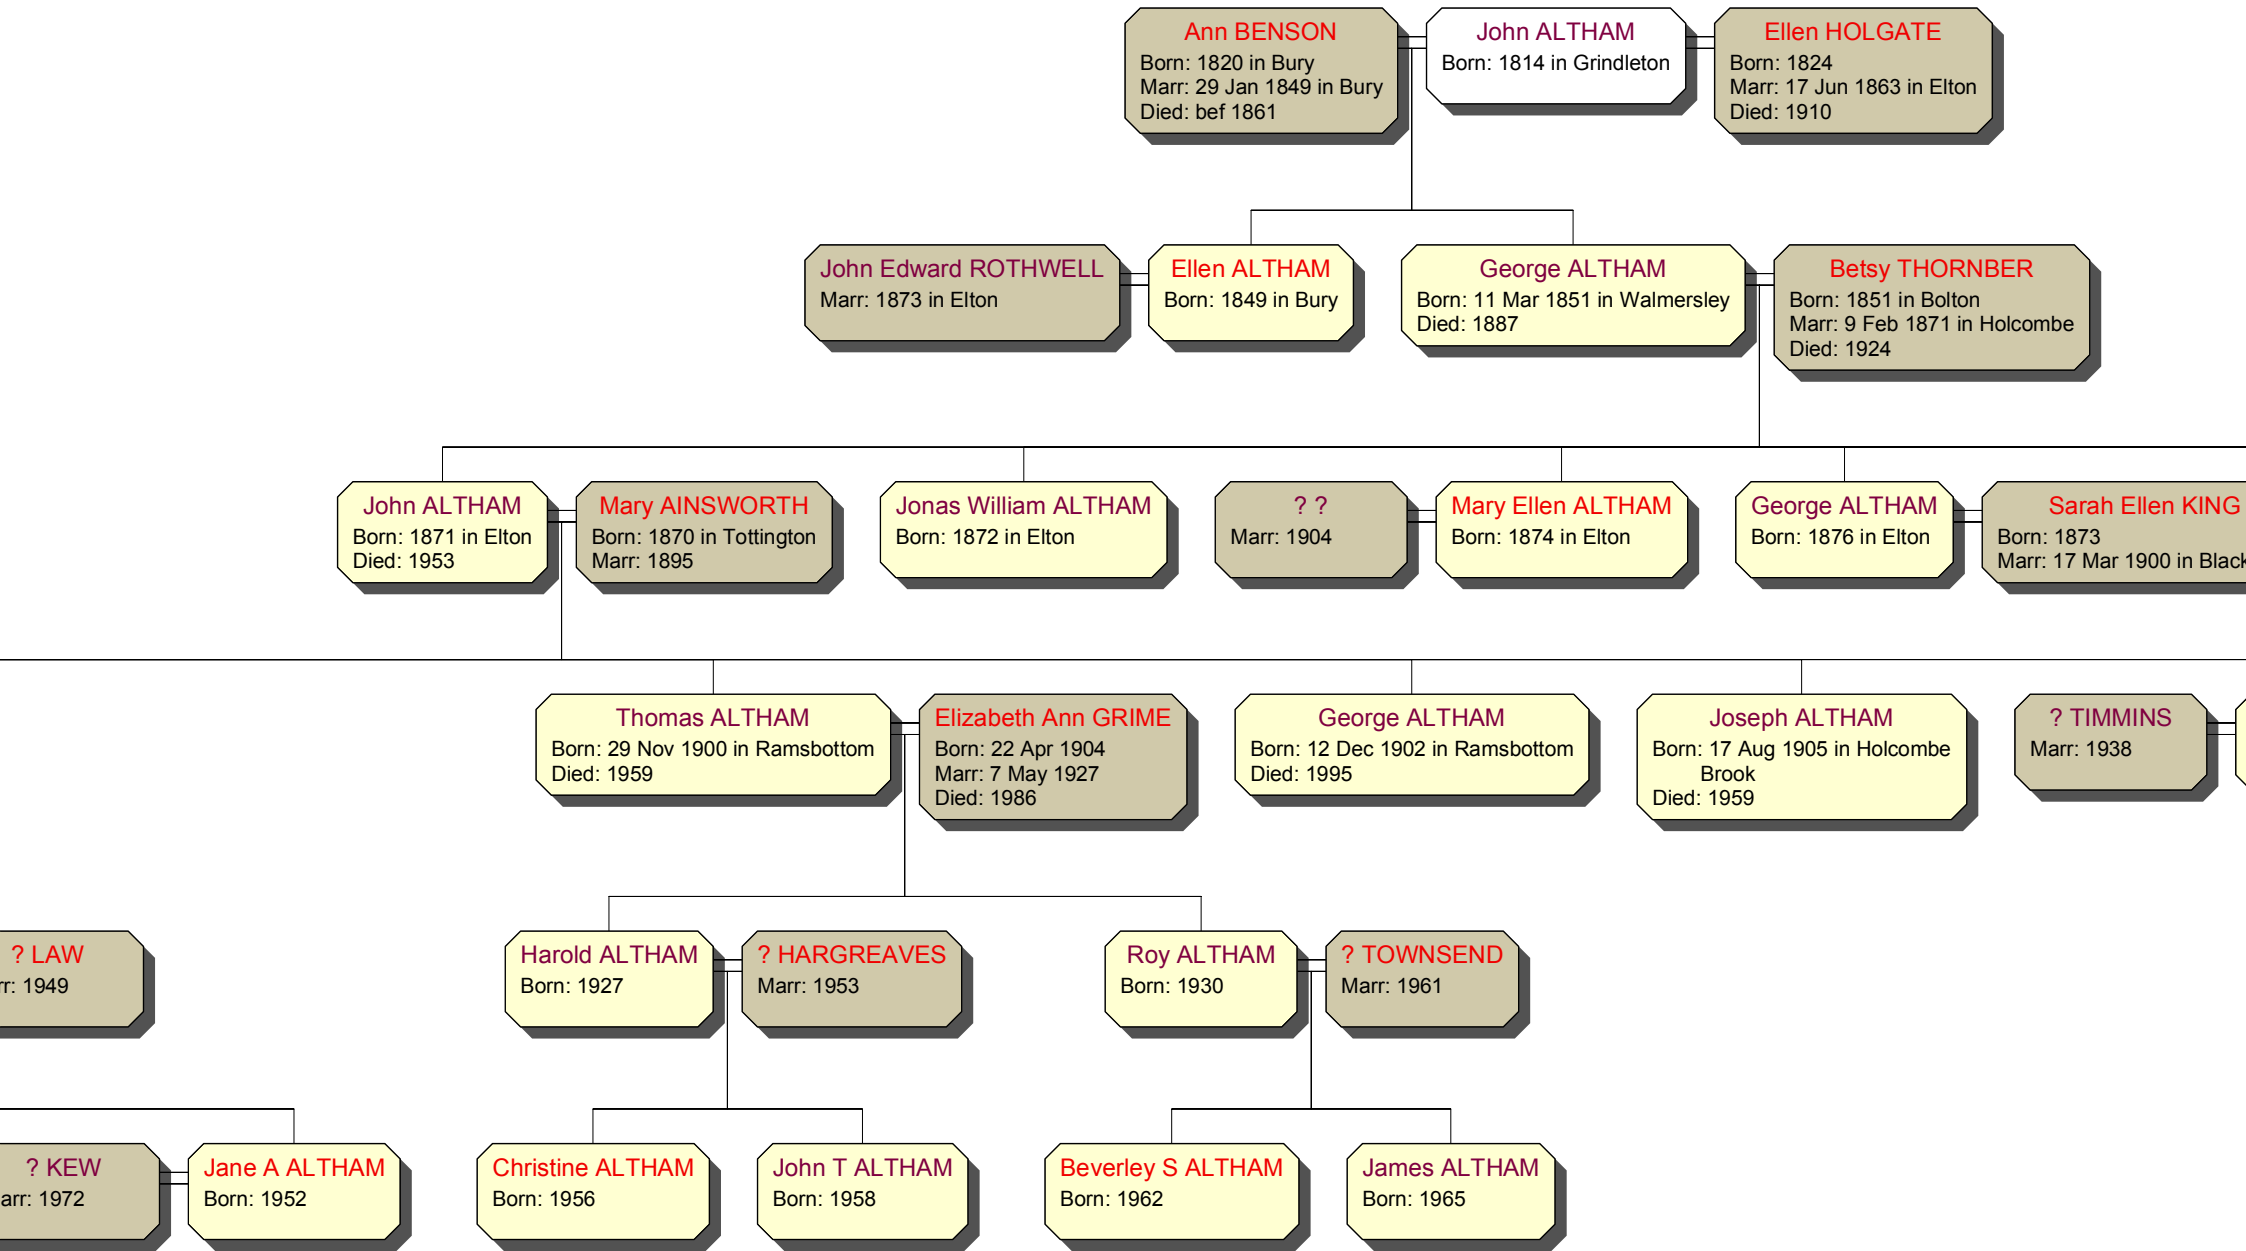 Ann BENSON
Born: 1820 in Bury
Marr: 29 Jan 1849 in Bury
Died: bef 1861
John ALTHAM
Born: 1814 in Grindleton
Ellen HOLGATE
Born: 1824
Marr: 17 Jun 1863 in Elton
Died: 1910
John Edward ROTHWELL
Marr: 1873 in Elton
Ellen ALTHAM
Born: 1849 in Bury
George ALTHAM
Born: 11 Mar 1851 in Walmersley
Died: 1887
Betsy THORNBER
Born: 1851 in Bolton
Marr: 9 Feb 1871 in Holcombe
Died: 1924
John ALTHAM
Born: 1871 in Elton
Died: 1953
Mary AINSWORTH
Born: 1870 in Tottington
Marr: 1895
Jonas William ALTHAM
Born: 1872 in Elton
? ?
Marr: 1904
Mary Ellen ALTHAM
Born: 1874 in Elton
George ALTHAM
Born: 1876 in Elton
Sarah Ellen KING
Born: 1873
Marr: 17 Mar 1900 in Black
Thomas ALTHAM
Born: 29 Nov 1900 in Ramsbottom
Died: 1959
Elizabeth Ann GRIME
Born: 22 Apr 1904
Marr: 7 May 1927
Died: 1986
George ALTHAM
Born: 12 Dec 1902 in Ramsbottom
Died: 1995
Joseph ALTHAM
Born: 17 Aug 1905 in Holcombe
Brook
Died: 1959
? TIMMINS
Marr: 1938
? LAW
rr: 1949
Harold ALTHAM
Born: 1927
? HARGREAVES
Marr: 1953
Roy ALTHAM
Born: 1930
? TOWNSEND
Marr: 1961
? KEW
arr: 1972
Jane A ALTHAM
Born: 1952
Christine ALTHAM
Born: 1956
John T ALTHAM
Born: 1958
Beverley S ALTHAM
Born: 1962
James ALTHAM
Born: 1965